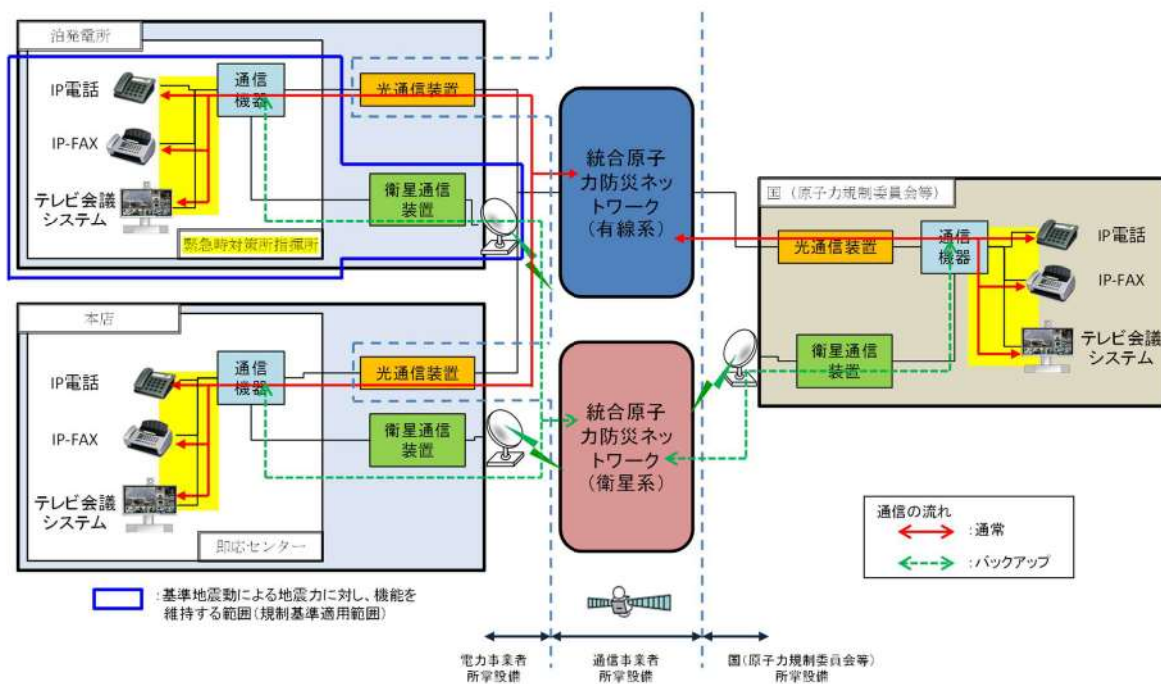 泊発電所
IP電話
IP-FAX
テレビ会議
システム
通信
機器
光通信装置
衛星通信
装置
緊急時対策所指揮所
本店
IP電話
IP-FAX
テレビ会議
システム
通信
機器
光通信装置
衛星通信
装置
即応センター
統合原子
力防災ネッ
トワーク
(有線系)
統合原子
力防災ネッ
トワーク
(衛星系)
国(原子力規制委員会等)
光通信装置
通信
機器
衛星通信
装置
IP電話
IP-FAX
テレビ会議
システム
通信の流れ
:通常
:バックアップ
:基準地震動による地震力に対し、機能を
維持する範囲(規制基準適用範囲)
電力事業者
所掌設備
通信事業者
所掌設備
国(原子力規制委員会等)
所掌設備